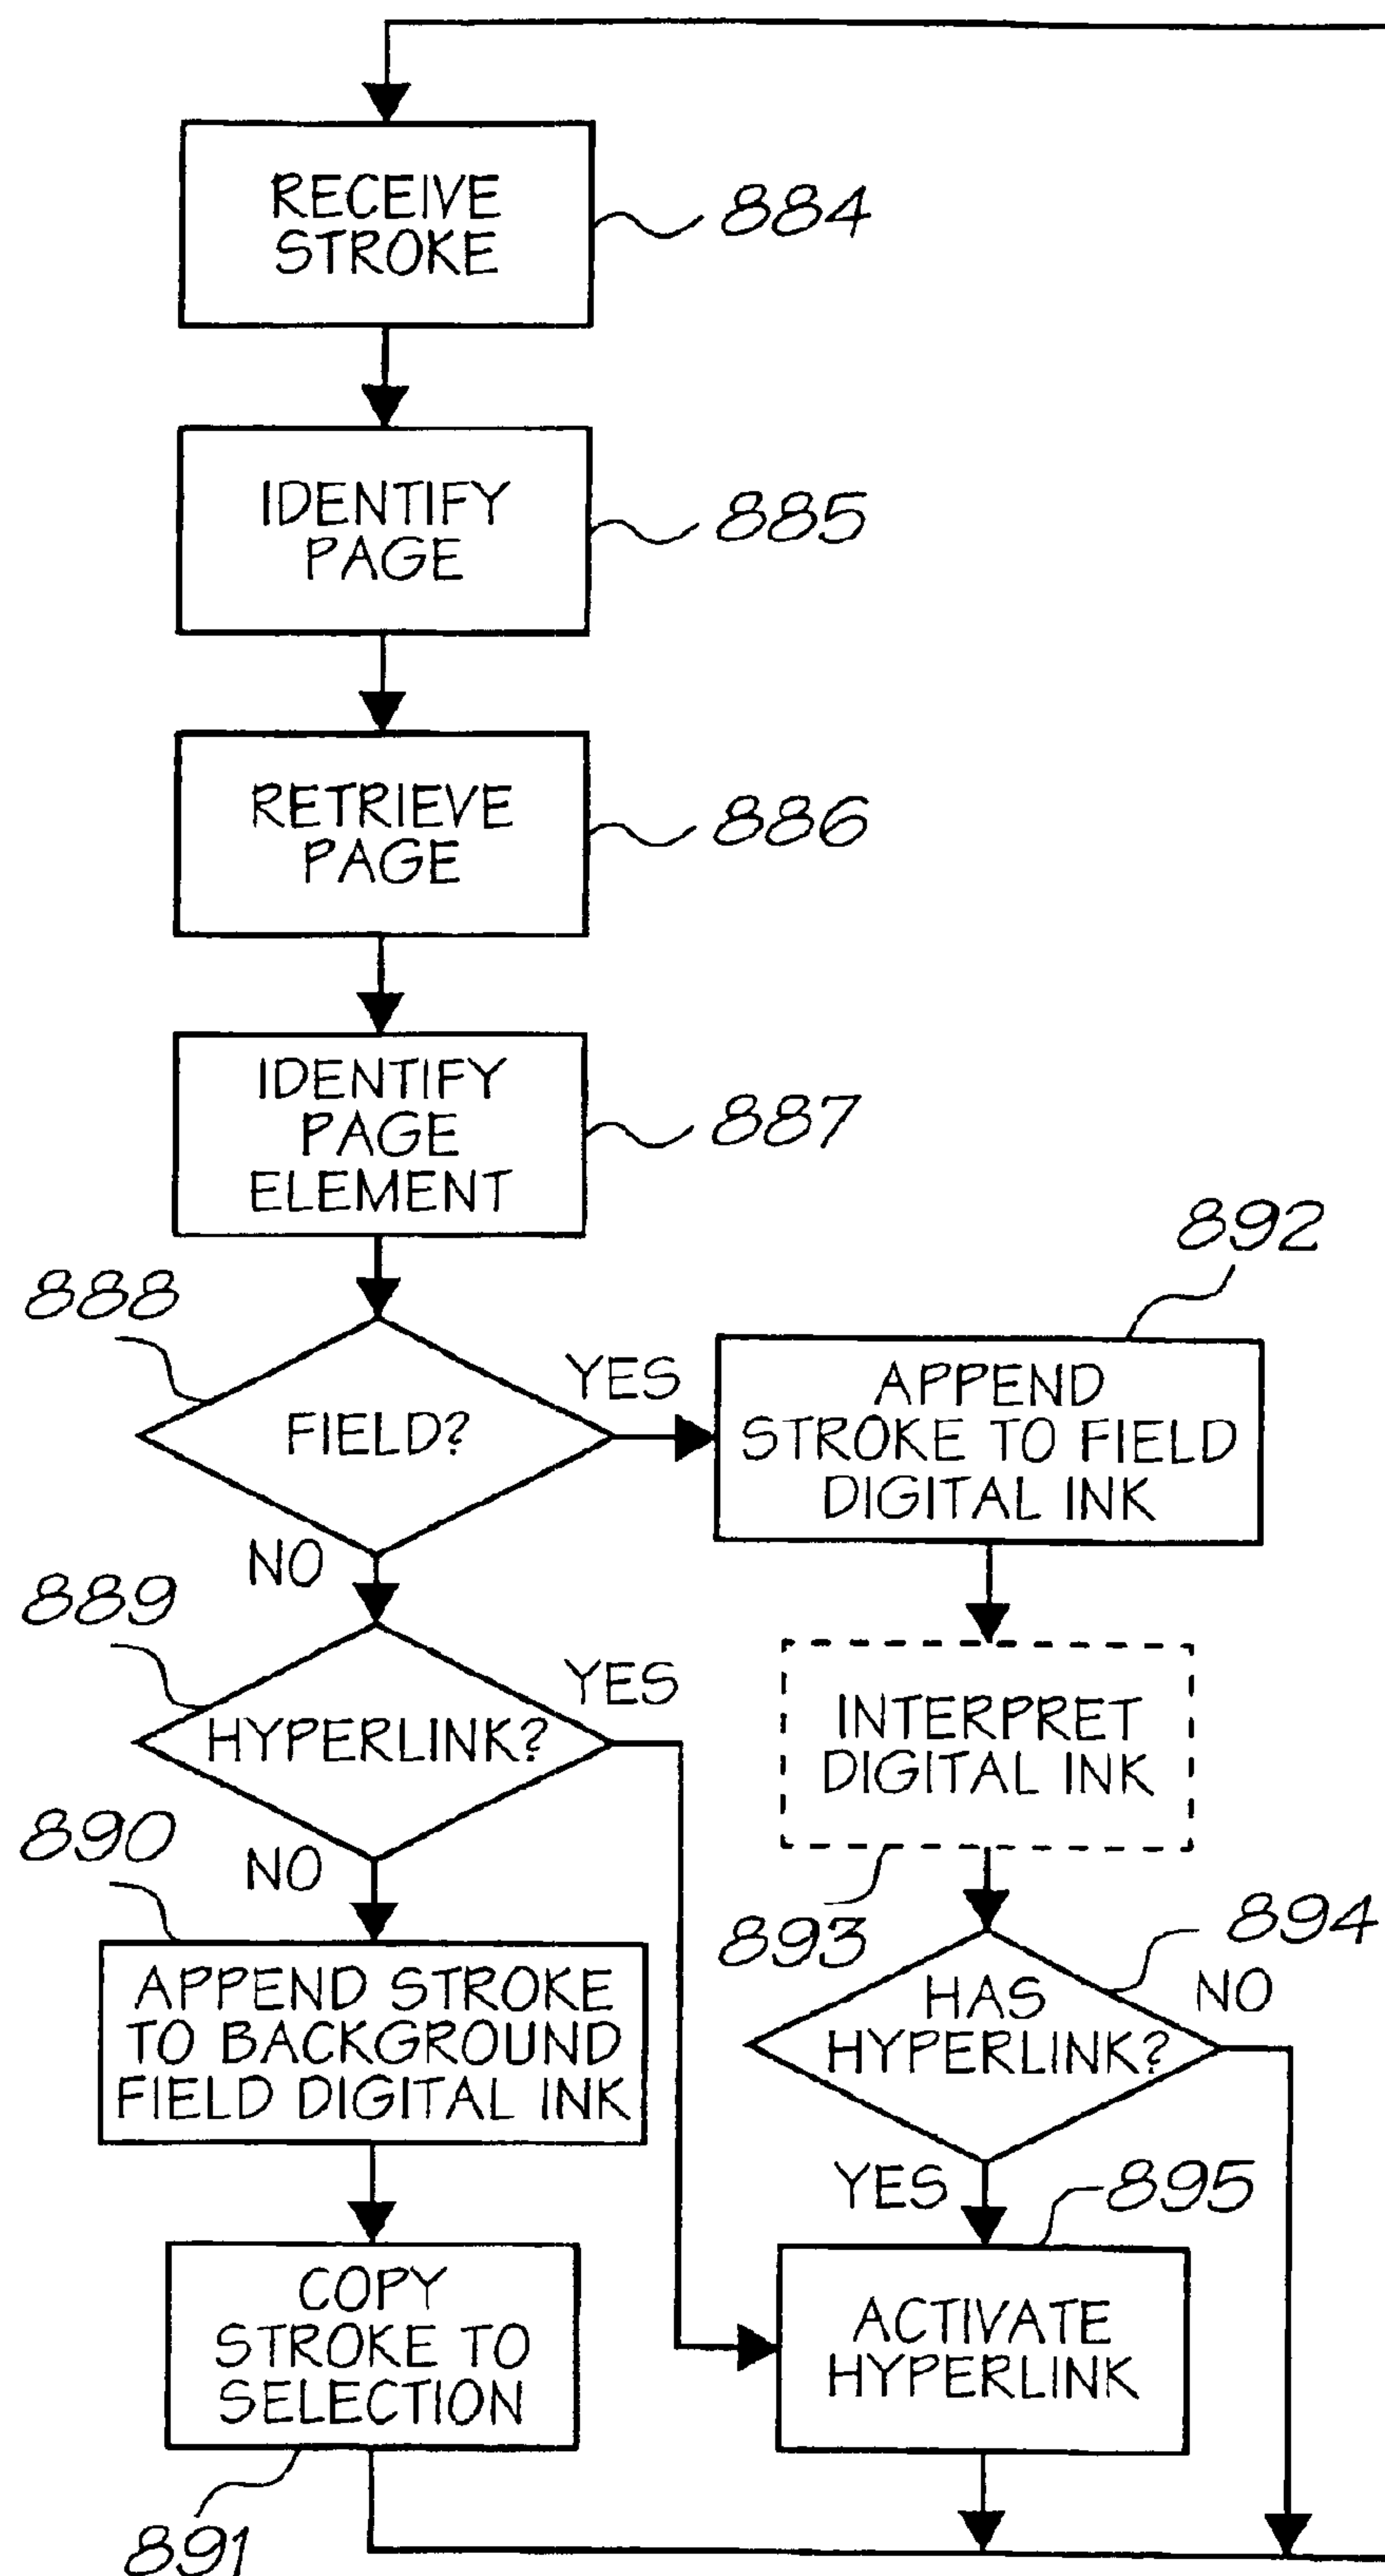 RECEIVE
STROKE
884
IDENTIFY
PAGE
885
RETRIEVE
PAGE
886
IDENTIFY
PAGE
ELEMENT
887
888
FIELD?
YES
NO
892
APPEND
STROKE TO FIELD
DIGITAL INK
889
HYPERLINK?
YES
NO
INTERPRET
DIGITAL INK
893
890
APPEND STROKE
TO BACKGROUND
FIELD DIGITAL INK
894
HAS
HYPERLINK?
NO
YES
895
COPY
STROKE TO
SELECTION
891
ACTIVATE
HYPERLINK